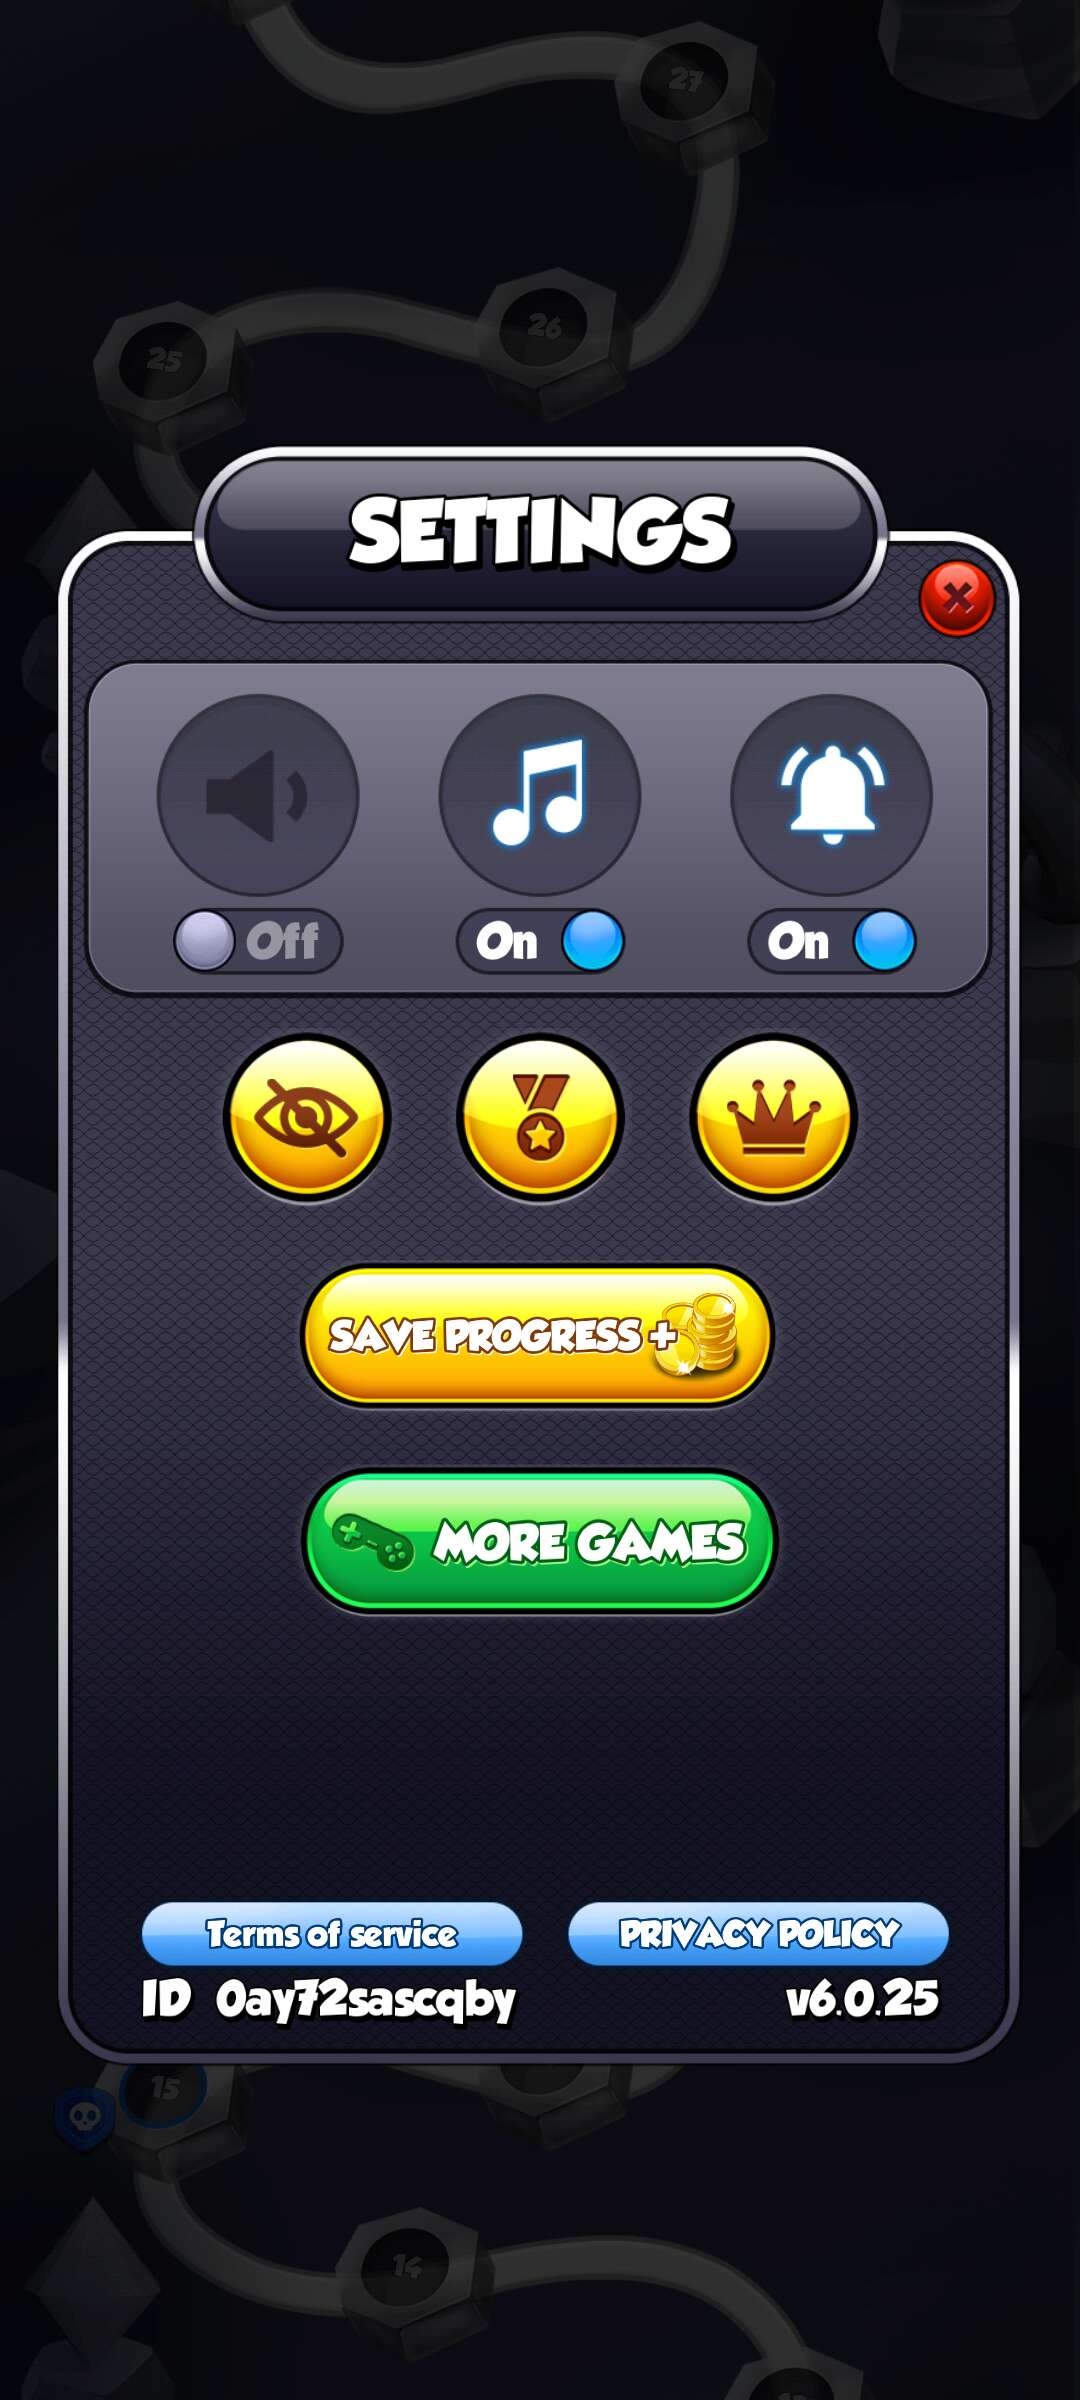 27
26
25
SETTINGS
Off
On
On
SAVE PROGRESS +
MORE GAMES
Terms of service
PRIVACY POLICY
ID 0ay72sascqby
v6.0.25
15
14